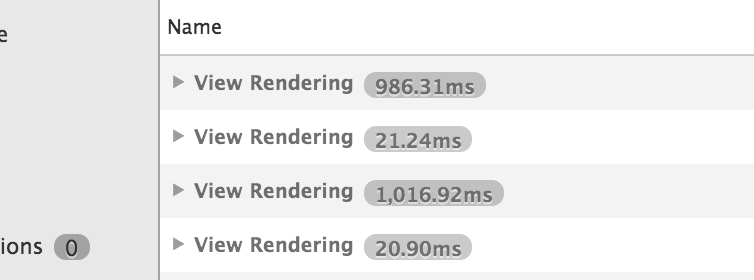 e
Name
View Rendering 986.31ms
View Rendering 21.24ms
View Rendering 1,016.92ms
View Rendering 20.90ms
ions 0